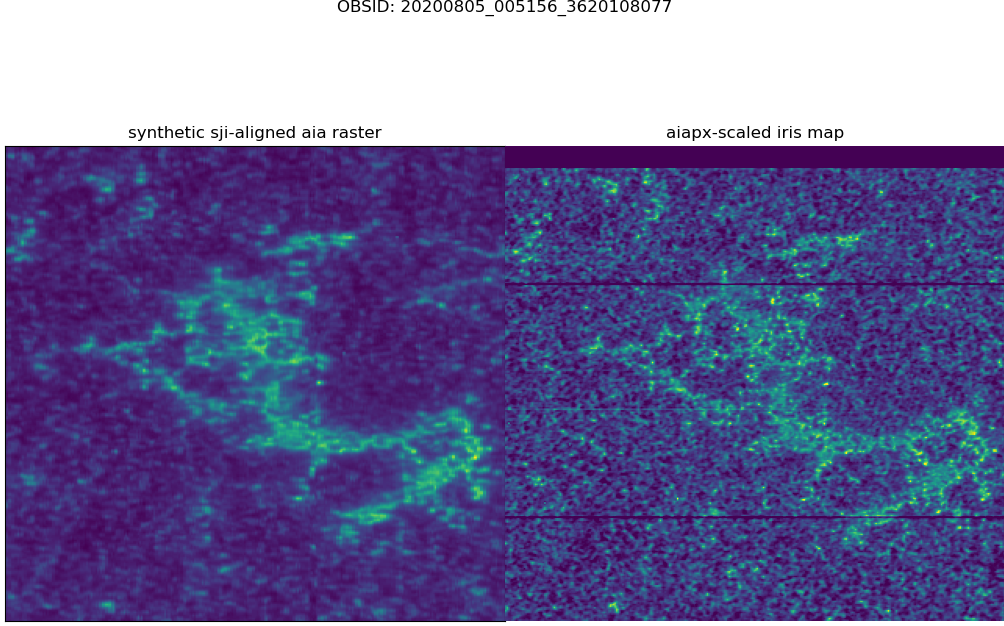 OBSID: 20200805_005156_3620108077
synthetic sji-aligned aia raster
aiapx-scaled iris map